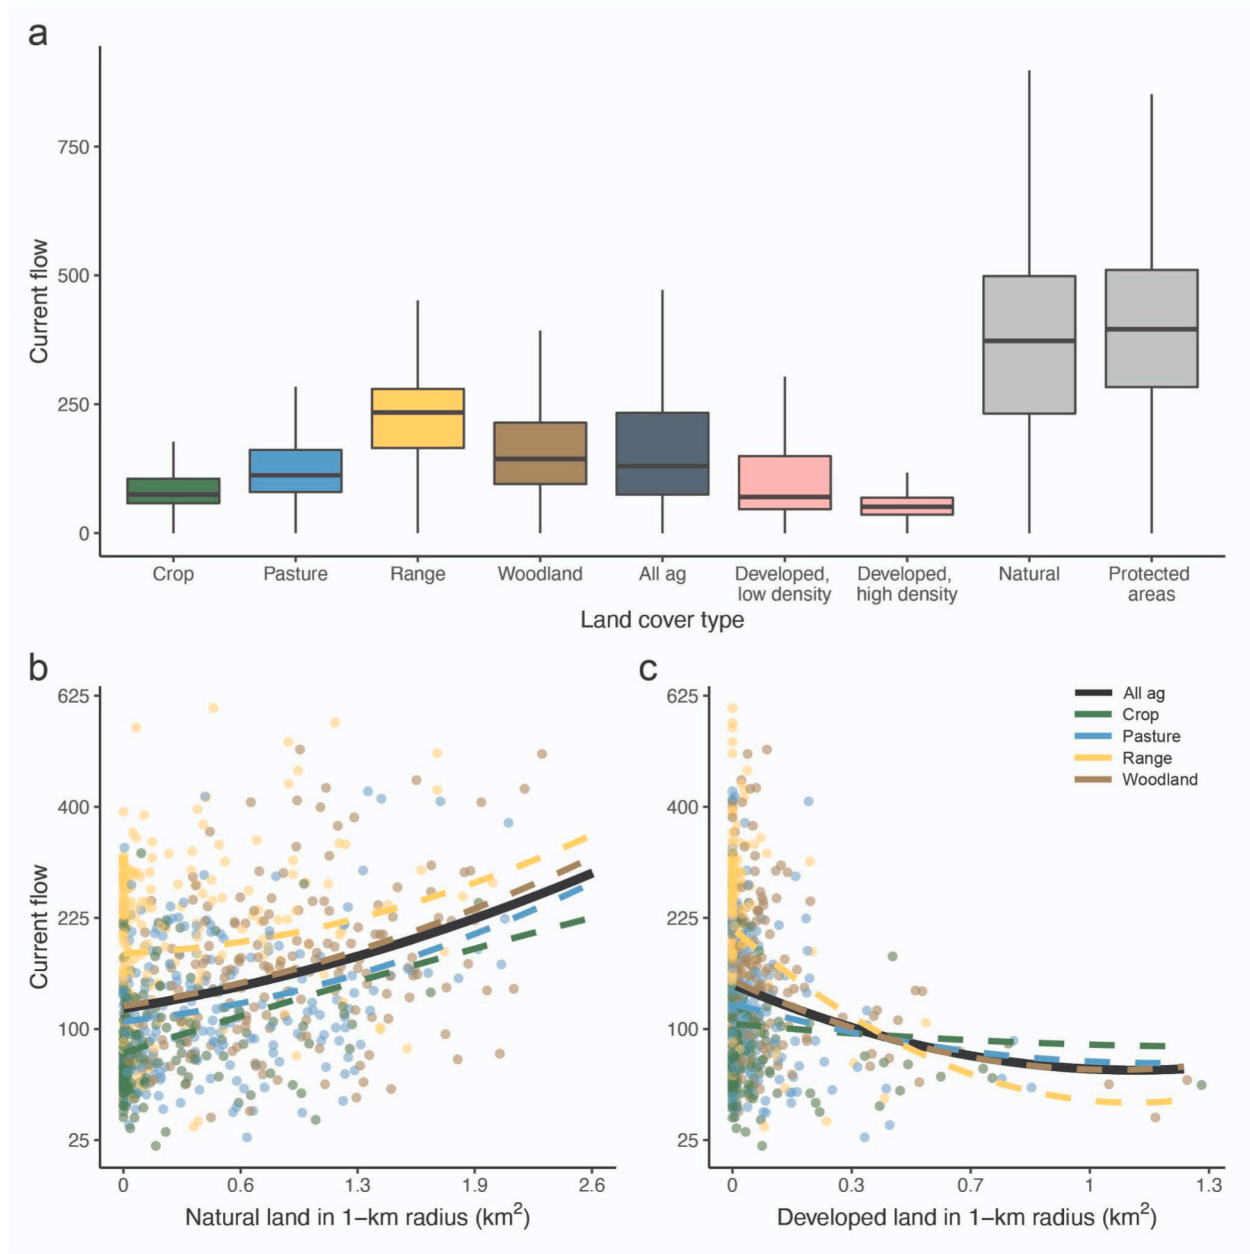 a
750
500
250
0
Current flow
Crop Pasture Range Woodland All ag Developed, Developed, Natural Protected
low density high density areas
Land cover type
b
625
400
225
100
25
Current flow
0 0.6 1.3 1.9 2.6
Natural land in 1–km radius (km²)
c
625
400
225
100
25
All ag
Crop
Pasture
Range
Woodland
0 0.3 0.7 1 1.3
Developed land in 1–km radius (km²)